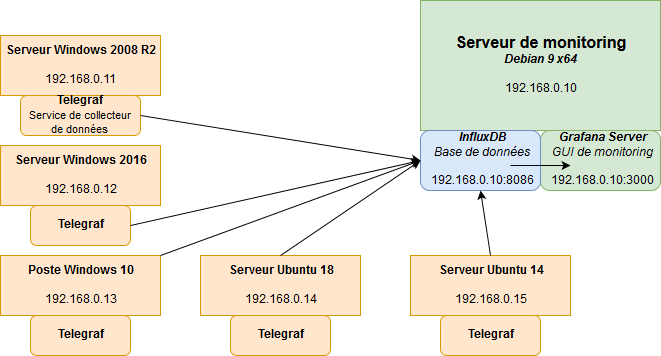 Serveur Windows 2008 R2
192.168.0.11
Telegraf
Service de collecteur
de données
Serveur Windows 2016
192.168.0.12
Telegraf
Poste Windows 10
192.168.0.13
Telegraf
Serveur Ubuntu 18
192.168.0.14
Telegraf
Serveur Ubuntu 14
192.168.0.15
Telegraf
Serveur de monitoring
Debian 9 x64
192.168.0.10
InfluxDB
Base de données
192.168.0.10:8086
Grafana Server
GUI de monitoring
192.168.0.10:3000